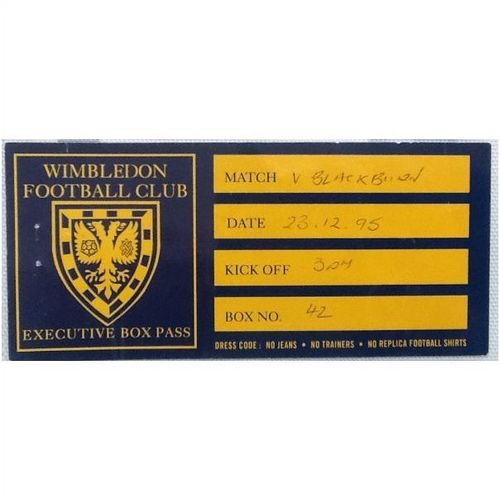 WIMBLEDON
FOOTBALL CLUB
EXECUTIVE BOX PASS
MATCH V BLACKBURN
DATE 23.12.95
KICK OFF 3PM
BOX NO. 42
DRESS CODE : NO JEANS • NO TRAINERS • NO REPLICA FOOTBALL SHIRTS